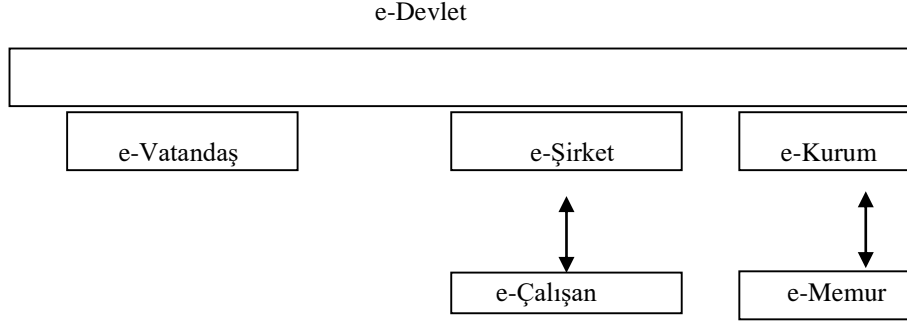 e-Devlet
e-Vatandaş
e-Şirket
e-Kurum
e-Çalışan
e-Memur